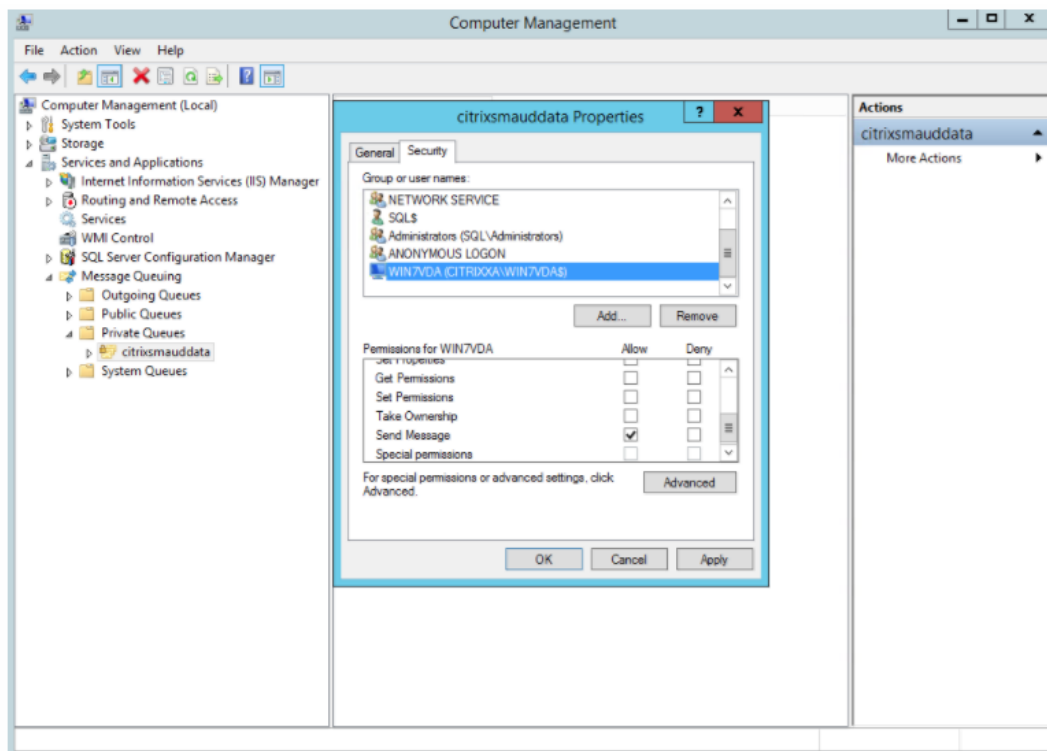 Computer Management
File Action View Help
Computer Management (Local)
System Tools
Storage
Services and Applications
Internet Information Services (IIS) Manager
Routing and Remote Access
Services
WMI Control
SQL Server Configuration Manager
Message Queuing
Outgoing Queues
Public Queues
Private Queues
citrixsmauddata
System Queues
citrixsmauddata Properties
? x
General Security
Group or user names:
NETWORK SERVICE
SQL$
Administrators (SQL\Administrators)
ANONYMOUS LOGON
WIN7VDA (CITRIXXA\WIN7VDA$)
Add... Remove
Permissions for WIN7VDA Allow Deny
Set Properties
Get Permissions
Set Permissions
Take Ownership
Send Message
Special permissions
For special permissions or advanced settings, click
Advanced.
Advanced
OK Cancel Apply
Actions
citrixsmauddata
More Actions